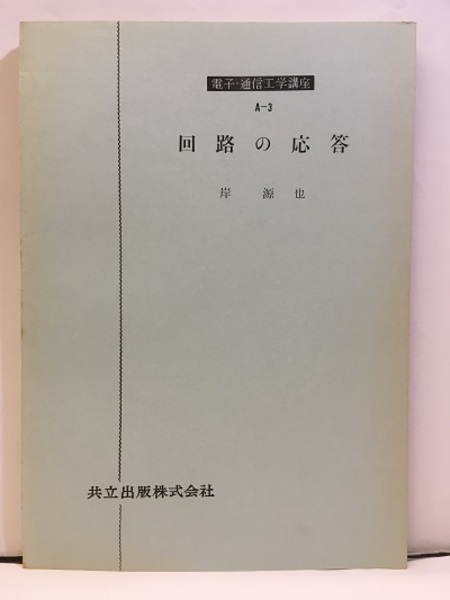 電子・通信工学講座
A-3
回路の応答
岸源也
共立出版株式会社